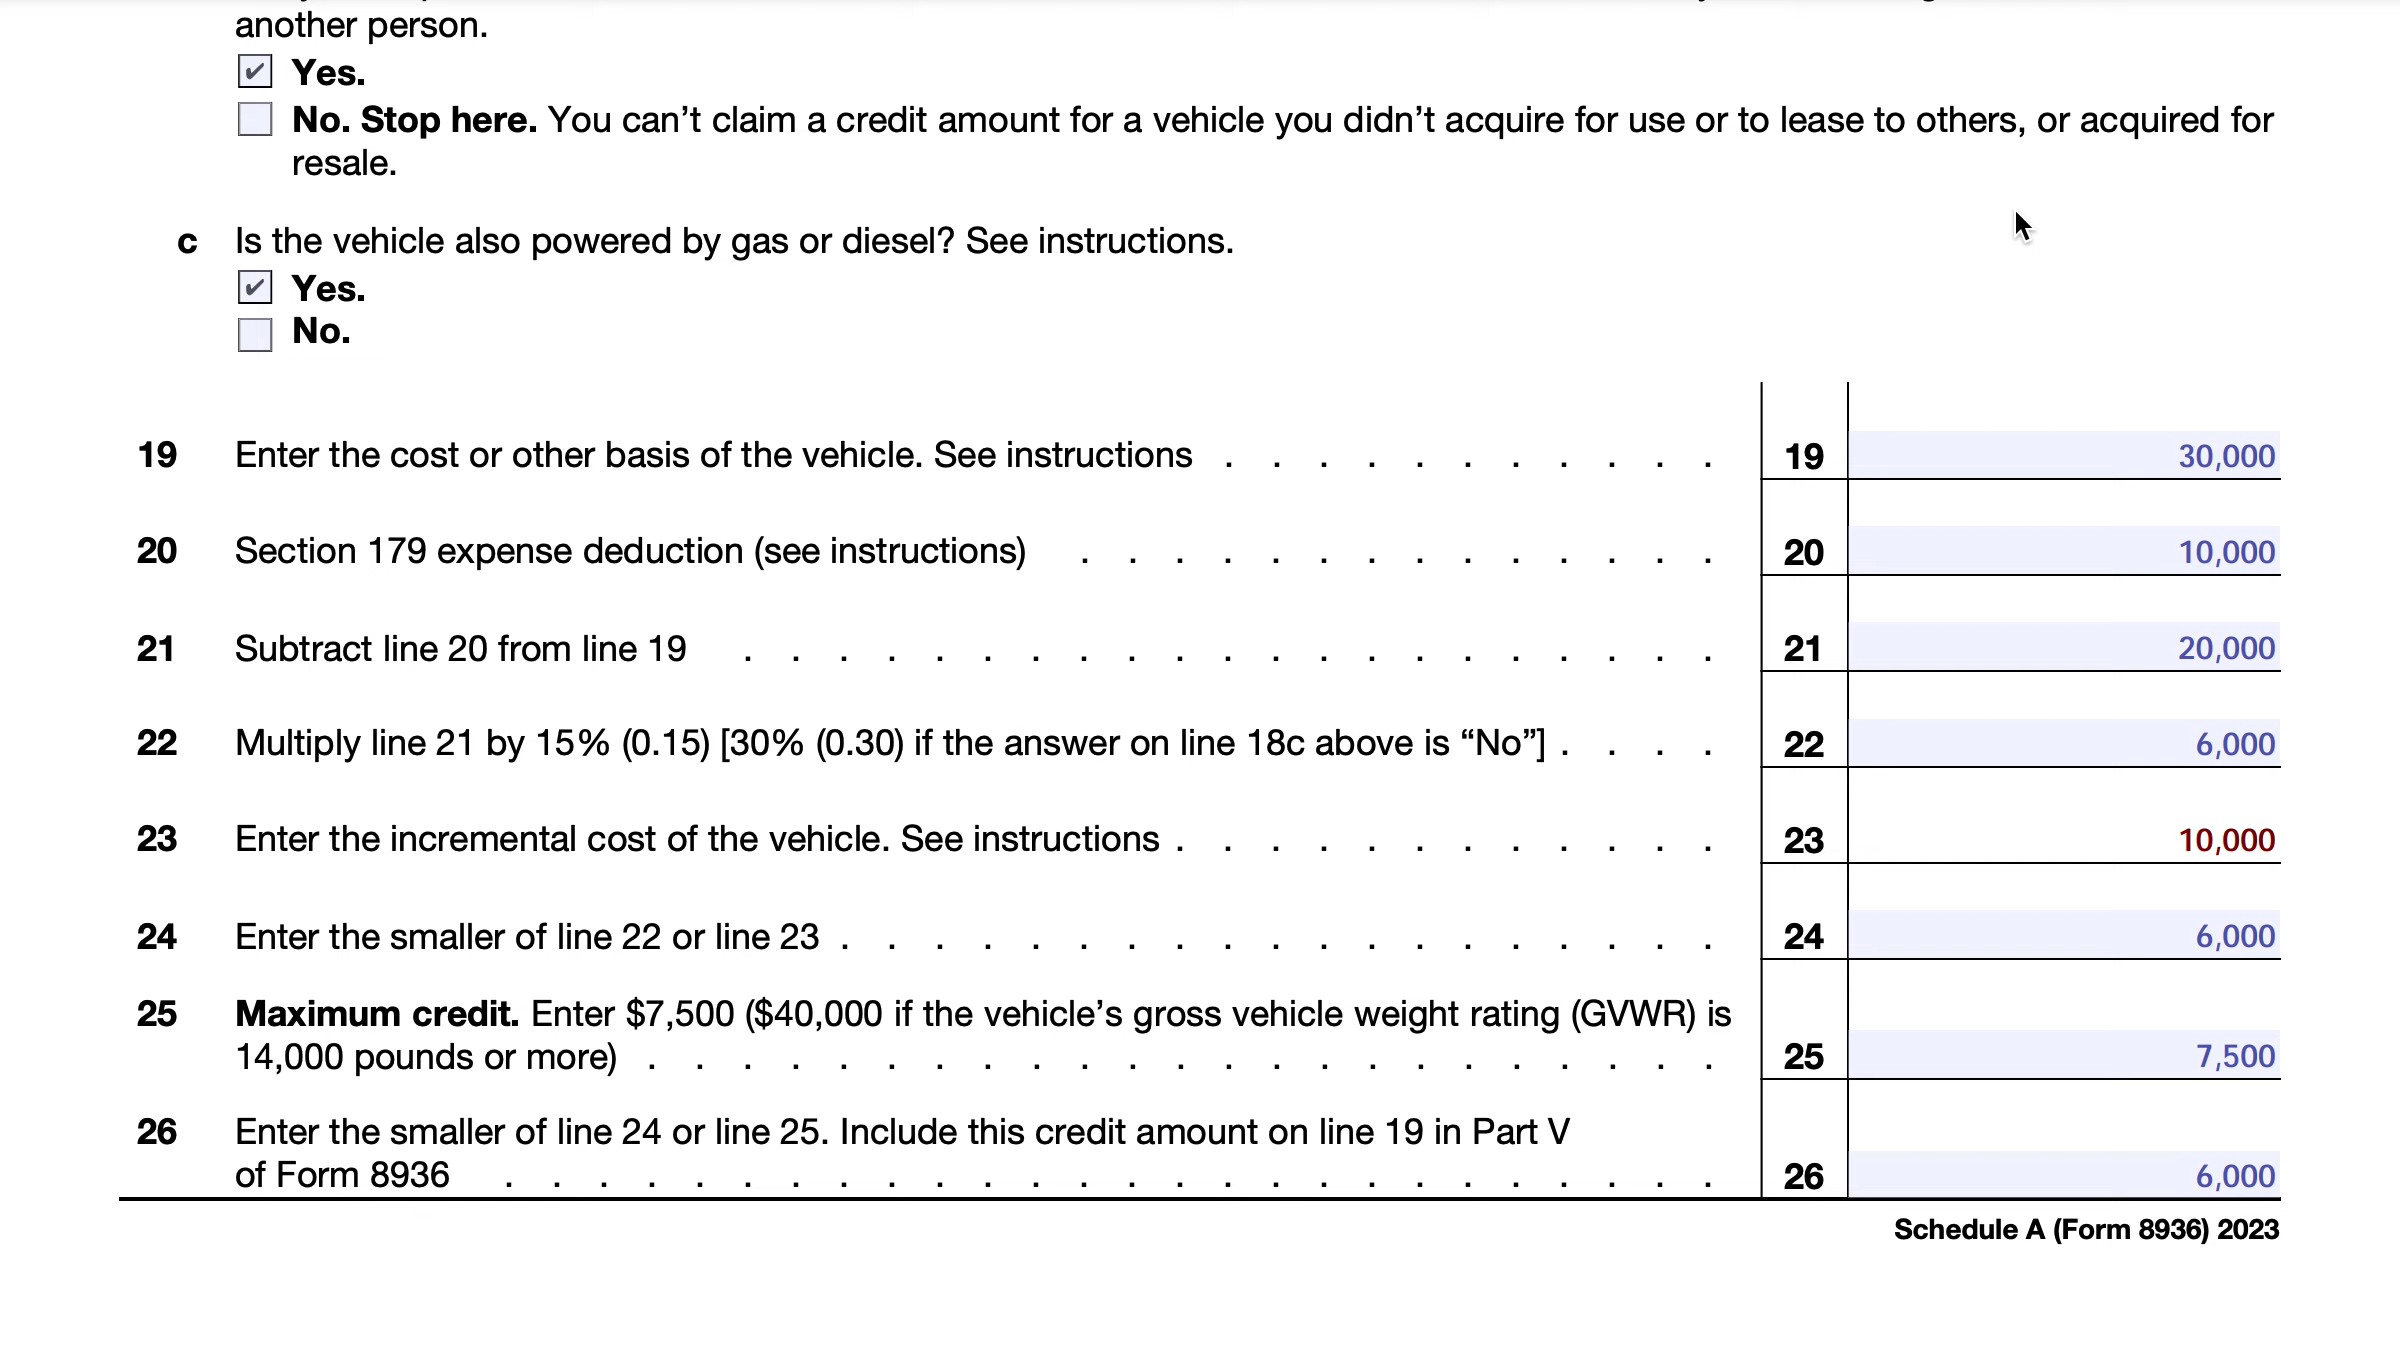 another person.
✔ Yes.
No. Stop here. You can’t claim a credit amount for a vehicle you didn’t acquire for use or to lease to others, or acquired for
resale.
c Is the vehicle also powered by gas or diesel? See instructions.
✔ Yes.
No.
19 Enter the cost or other basis of the vehicle. See instructions . . . . . . . . . . . 19 30,000
20 Section 179 expense deduction (see instructions) . . . . . . . . . . . . . . 20 10,000
21 Subtract line 20 from line 19 . . . . . . . . . . . . . . . . . . . . . 21 20,000
22 Multiply line 21 by 15% (0.15) [30% (0.30) if the answer on line 18c above is “No”] . . . . 22 6,000
23 Enter the incremental cost of the vehicle. See instructions . . . . . . . . . . . . 23 10,000
24 Enter the smaller of line 22 or line 23 . . . . . . . . . . . . . . . . . . . 24 6,000
25 Maximum credit. Enter $7,500 ($40,000 if the vehicle’s gross vehicle weight rating (GVWR) is
14,000 pounds or more) . . . . . . . . . . . . . . . . . . . . . . . 25 7,500
26 Enter the smaller of line 24 or line 25. Include this credit amount on line 19 in Part V
of Form 8936 . . . . . . . . . . . . . . . . . . . . . . . . . . 26 6,000
Schedule A (Form 8936) 2023